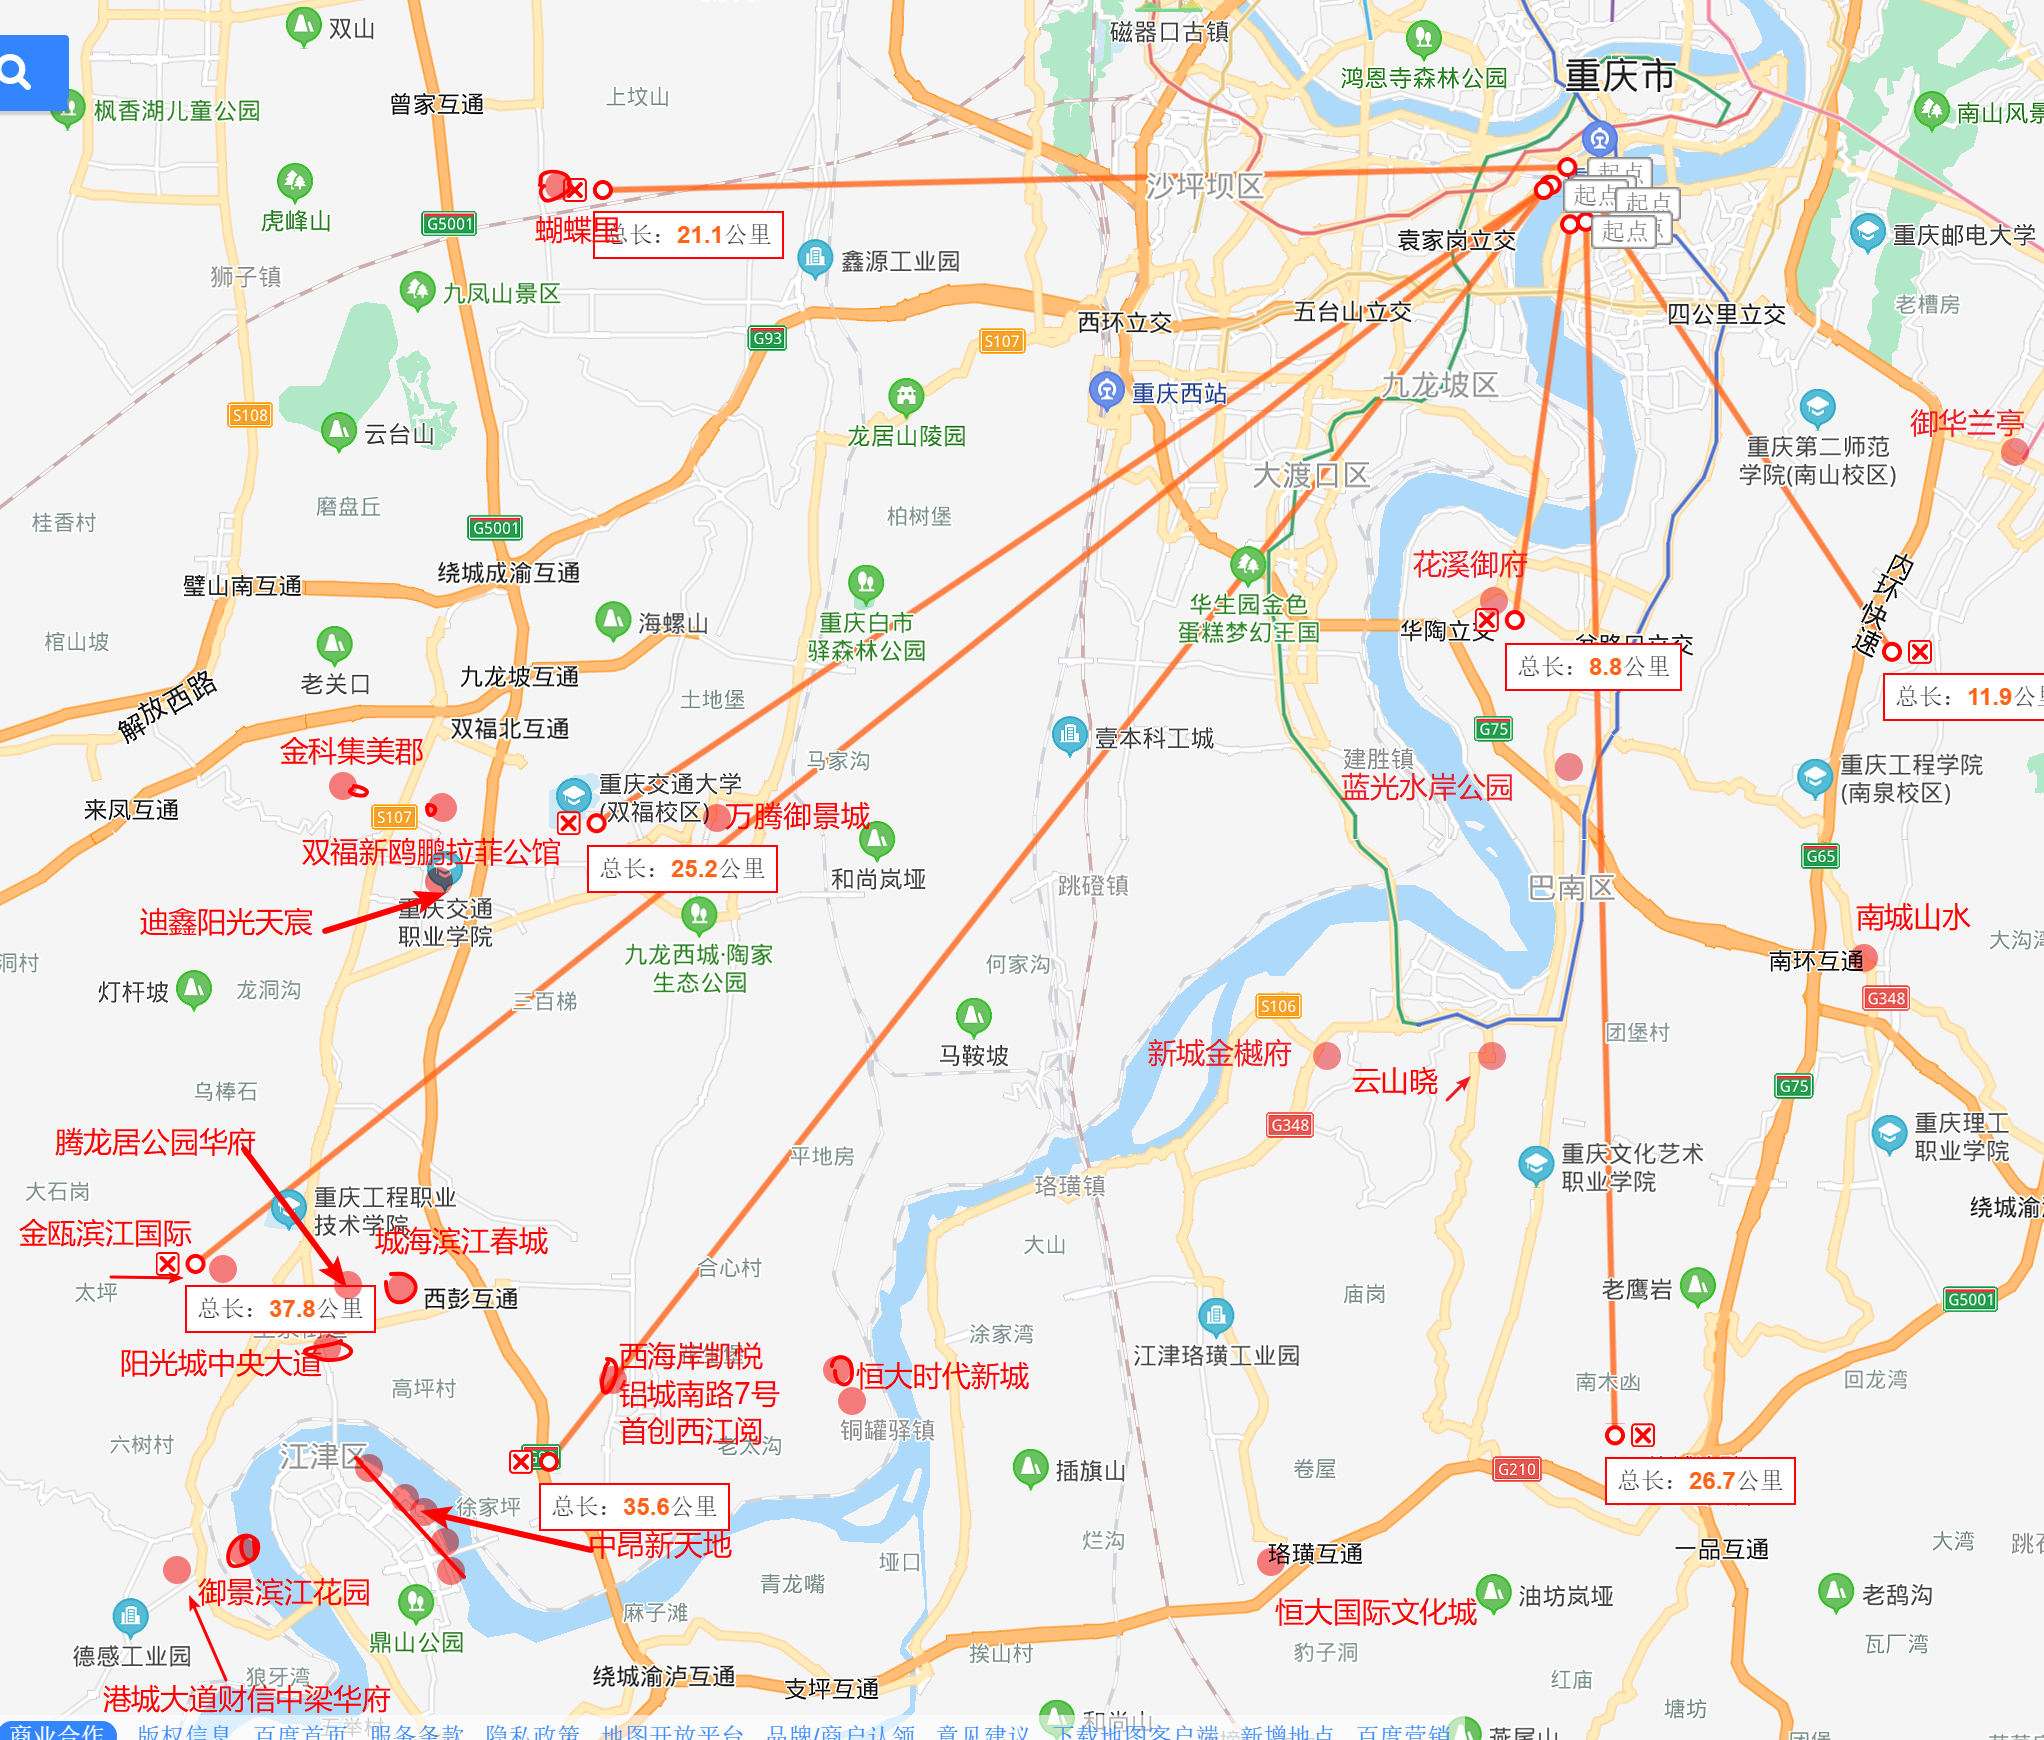 双山
磁器口古镇
鸿恩寺森林公园
重庆市
枫香湖儿童公园
曾家互通
上坟山
南山风景
虎峰山
G5001
沙坪坝区
起点
起点
起点
起点
蝴蝶里
总长：21.1公里
鑫源工业园
袁家岗立交
重庆邮电大学
狮子镇
九凤山景区
老槽房
西环立交
五台山立交
四公里立交
G93
S107
重庆西站
九龙坡区
S108
云台山
龙居山陵园
御华兰亭
重庆第二师范
学院(南山校区)
大渡口区
桂香村
磨盘丘
柏树堡
G5001
绕城成渝互通
璧山南互通
花溪御府
内环快速
华生园金色
蛋糕梦幻王国
海螺山
重庆白市
驿森林公园
华陶立交
棺山坡
老关口
九龙坡互通
总长：8.8公里
土地堡
总长：11.9公
解放西路
双福北互通
G75
金科集美郡
壹本科工城
马家沟
建胜镇
蓝光水岸公园
重庆工程学院
(南泉校区)
重庆交通大学
(双福校区)
来凤互通
S107
万腾御景城
双福新鸥鹏拉菲公馆
总长：25.2公里
和尚岚垭
跳磴镇
G65
巴南区
迪鑫阳光天宸
重庆交通
职业学院
南城山水
九龙西城·陶家
生态公园
何家沟
南环互通
大沟湾
洞村
灯杆坡
龙洞沟
三百梯
S106
G348
马鞍坡
新城金樾府
云山晓
团堡村
乌棒石
G75
G348
腾龙居公园华府
平地房
重庆文化艺术
职业学院
重庆理工
职业学院
大石岗
珞璜镇
重庆工程职业
技术学院
绕城渝
金瓯滨江国际
城海滨江春城
大山
合心村
太坪
总长：37.8公里
西彭互通
庙岗
老鹰岩
G5001
涂家湾
江津珞璜工业园
阳光城中央大道
西海岸凯悦
铝城南路7号
首创西江阅
恒大时代新城
高坪村
南木凼
回龙湾
铜罐驿镇
六树村
江津区
老太沟
插旗山
卷屋
G210
总长：26.7公里
徐家坪
总长：35.6公里
中昂新天地
烂沟
珞璜互通
一品互通
大湾
跳石
垭口
御景滨江花园
青龙嘴
恒大国际文化城
油坊岚垭
老鸹沟
麻子滩
德感工业园
鼎山公园
挨山村
豹子洞
瓦厂湾
狼牙湾
绕城渝泸互通
支坪互通
红庙
港城大道财信中梁华府
塘坊
和尚山
燕尾山
商业合作 版权信息 百度首页 服务条款 隐私政策 地图开放平台 品牌/商户认领 意见建议 下载地图客户端 新增地点 百度营销